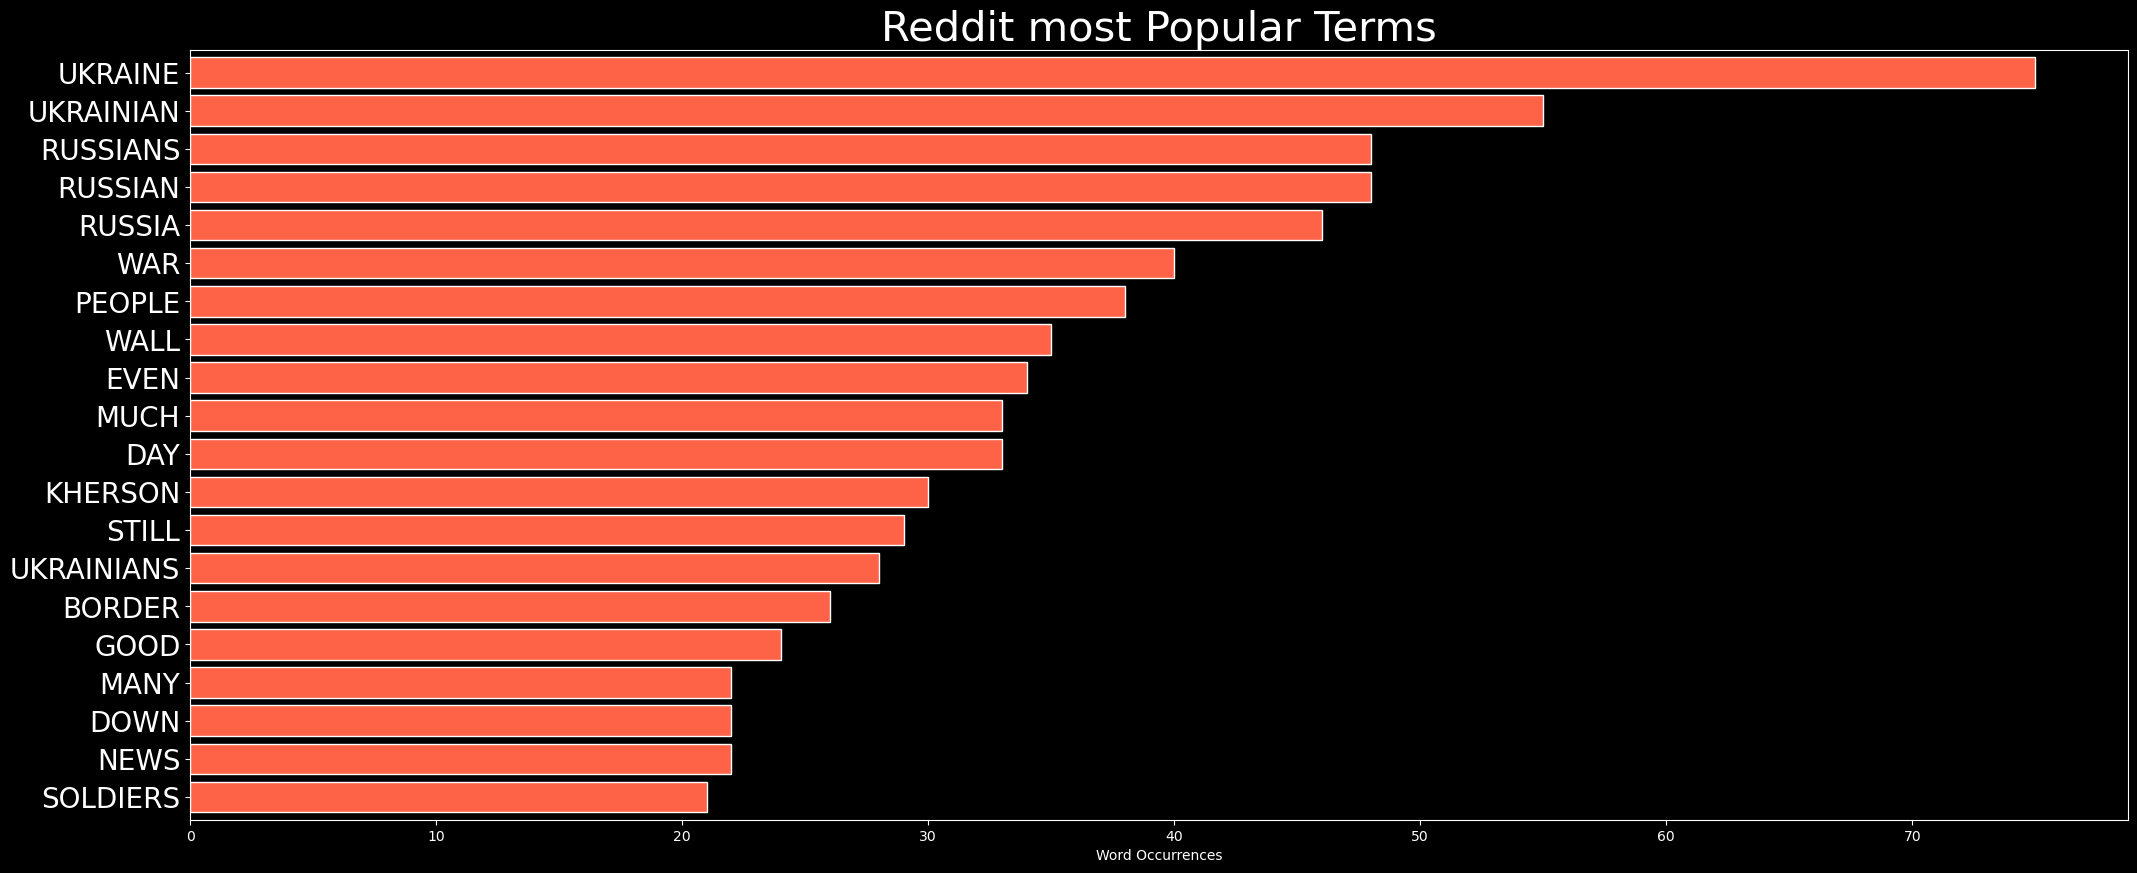 Reddit most Popular Terms
UKRAINE
UKRAINIAN
RUSSIANS
RUSSIAN
RUSSIA
WAR
PEOPLE
WALL
EVEN
MUCH
DAY
KHERSON
STILL
UKRAINIANS
BORDER
GOOD
MANY
DOWN
NEWS
SOLDIERS
0 10 20 30 40 50 60 70
Word Occurrences